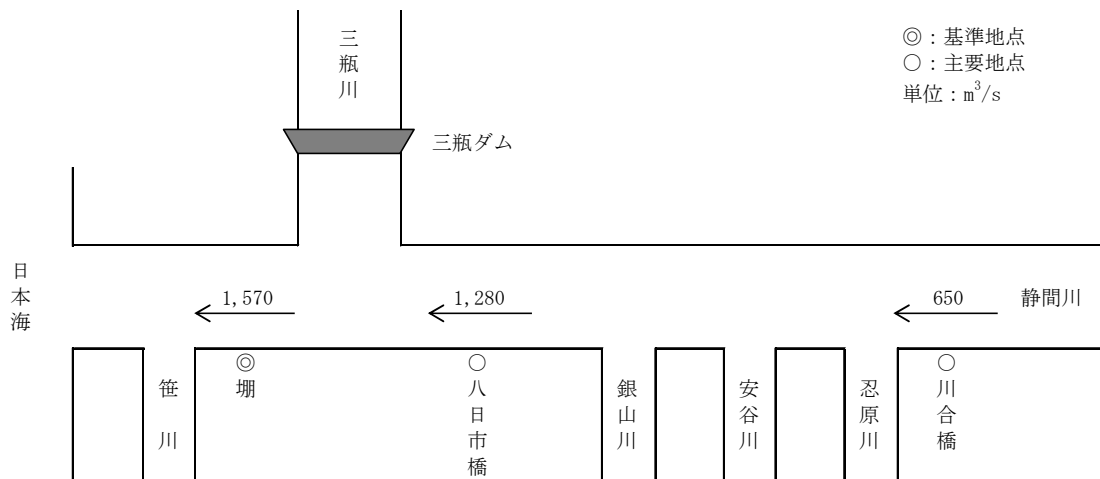 三瓶川
◎：基準地点
○：主要地点
単位：m³/s
三瓶ダム
日本海
1,570
1,280
650
静間川
◎
堋
○
八日市橋
○
川合橋
笹川
銀山川
安谷川
忍原川